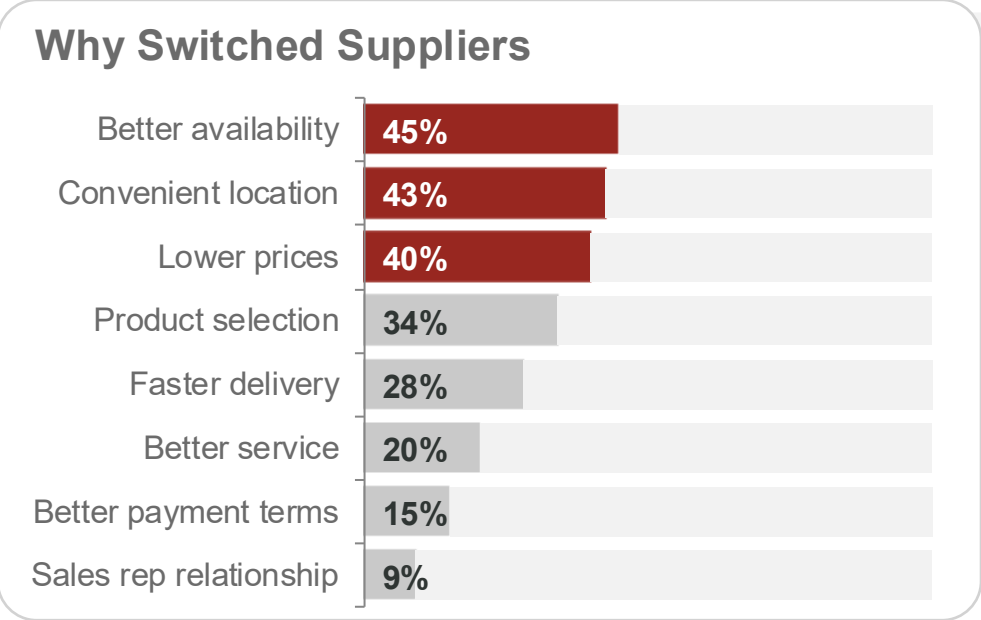 Why Switched Suppliers
Better availability 45%
Convenient location 43%
Lower prices 40%
Product selection 34%
Faster delivery 28%
Better service 20%
Better payment terms 15%
Sales rep relationship 9%